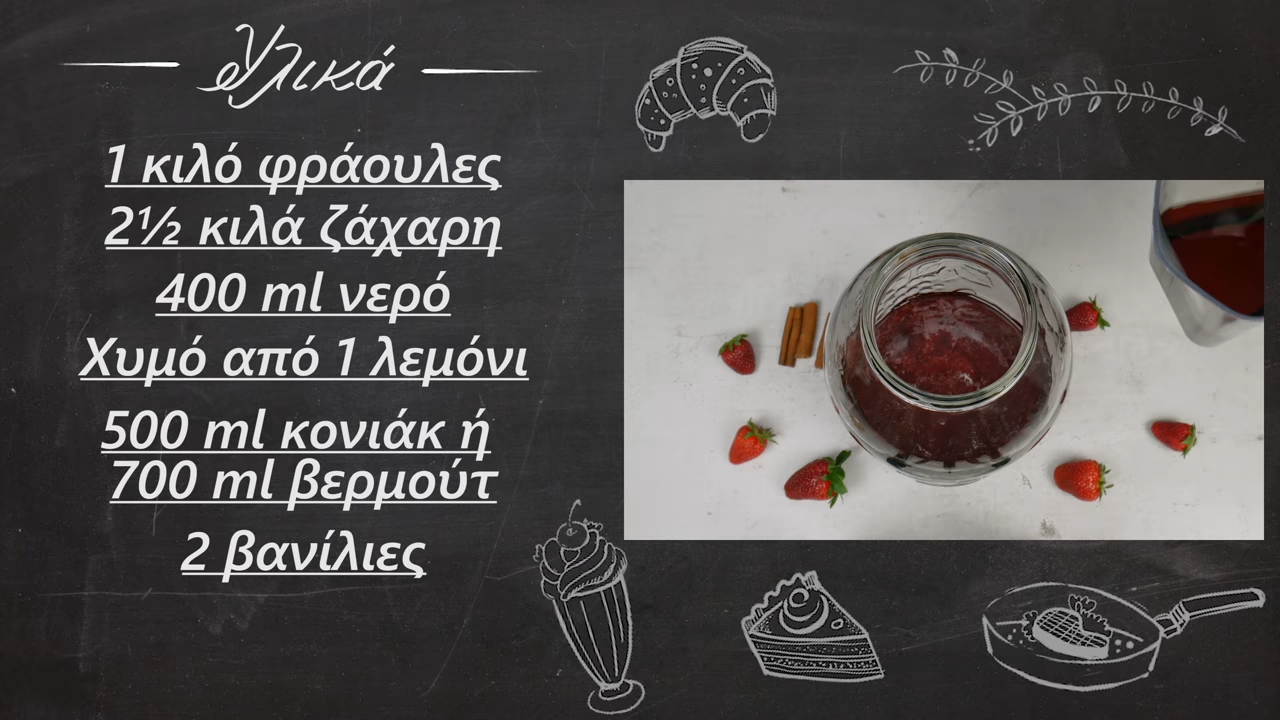 Υλικά
1 κιλό φράουλες
2½ κιλά ζάχαρη
400 ml νερό
Χυμό από 1 λεμόνι
500 ml κονιάκ ή
700 ml βερμούτ
2 βανίλιες